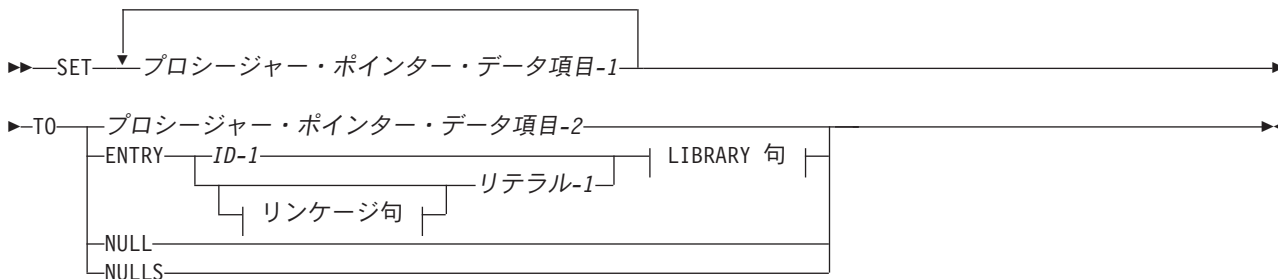 SET プロシージャー・ポインター・データ項目-1
TO プロシージャー・ポインター・データ項目-2
ENTRY ID-1 LIBRARY 句
リテラル-1
リンケージ句
NULL
NULLS